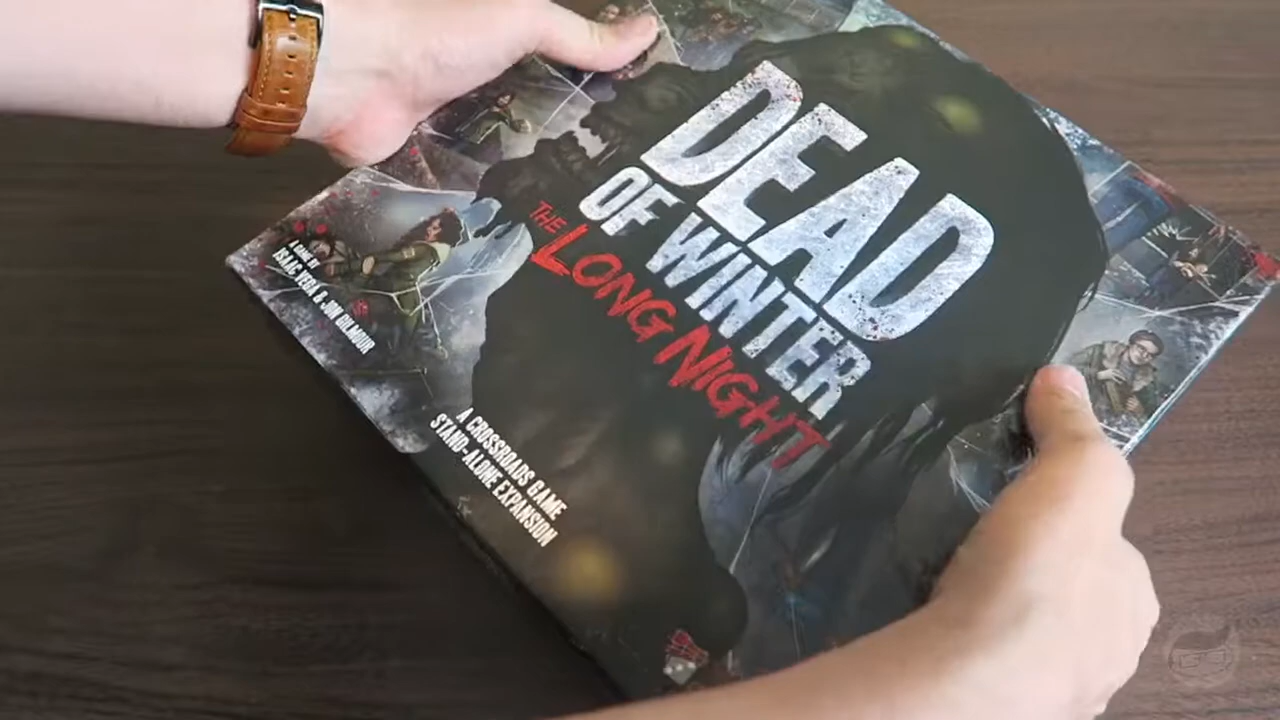 DEAD
OF WINTER
THE LONG NIGHT
A GAME BY
ISAAC VEGA & JON GILMOUR
A CROSSROADS GAME
STAND-ALONE EXPANSION